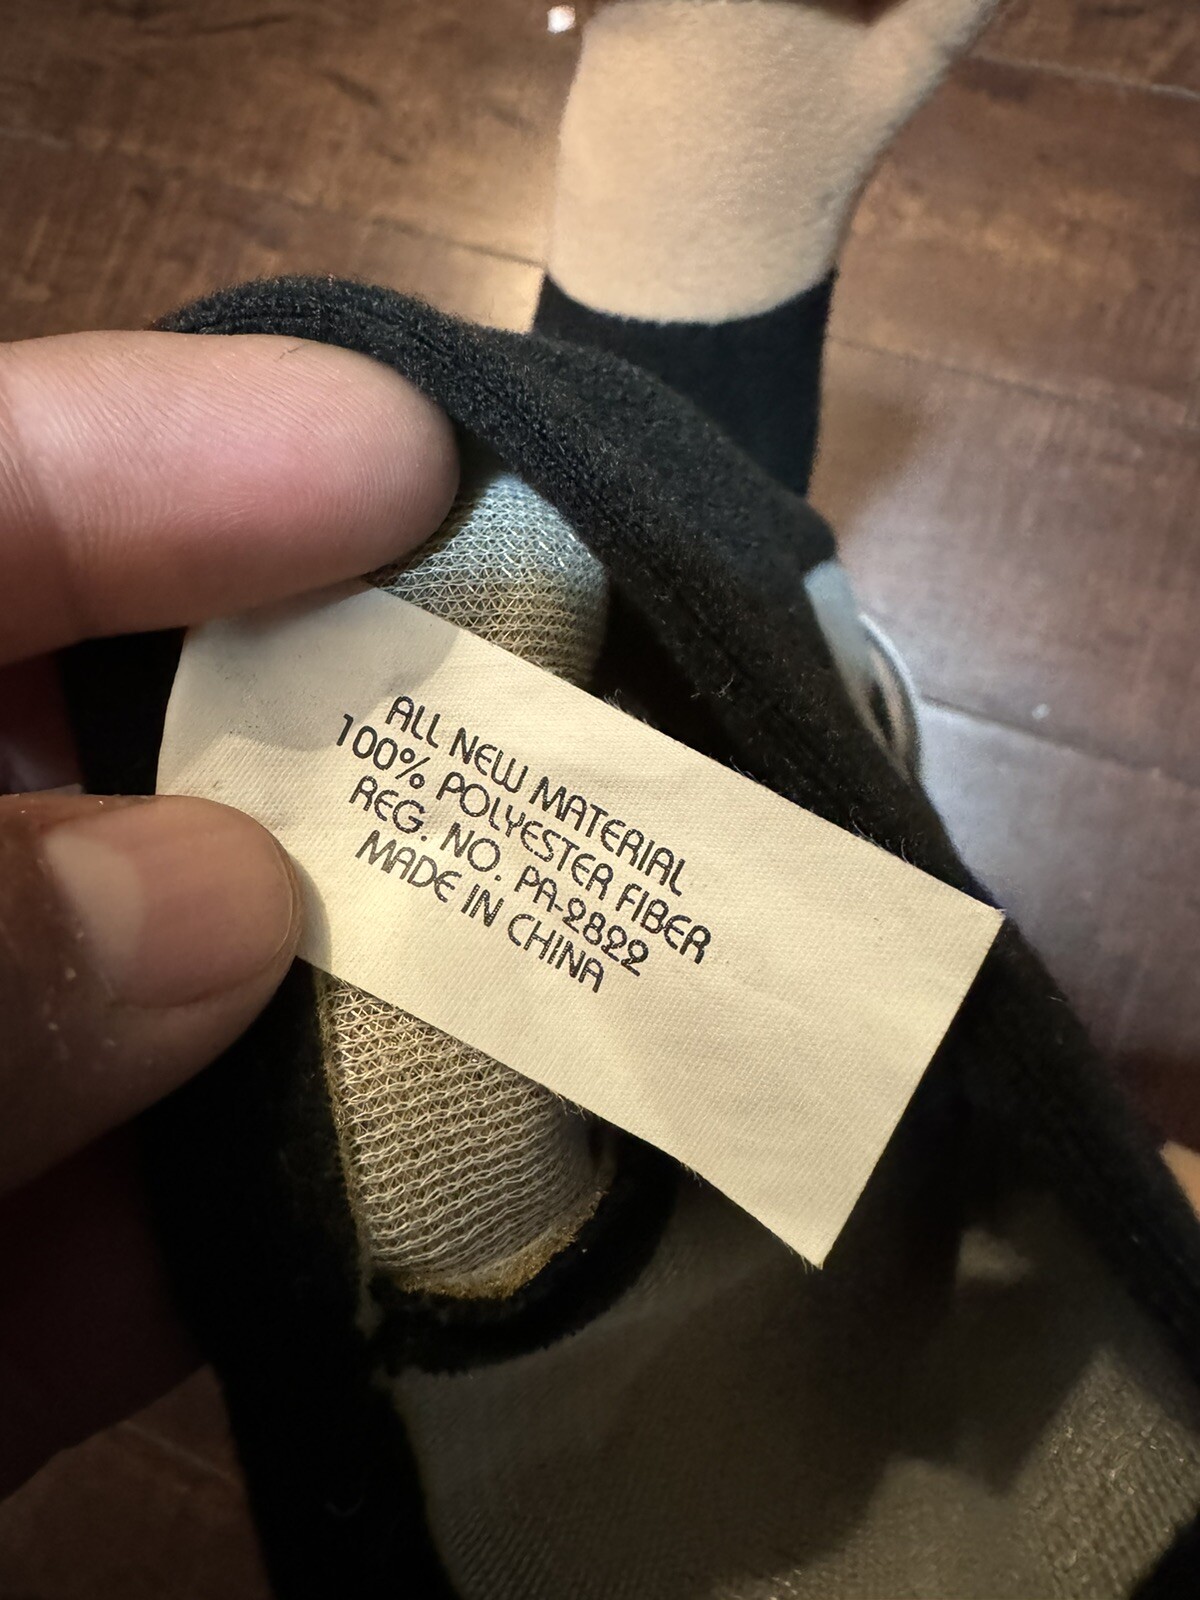 ALL NEW MATERIAL
100% POLYESTER FIBER
REG. NO. PA-2822
MADE IN CHINA